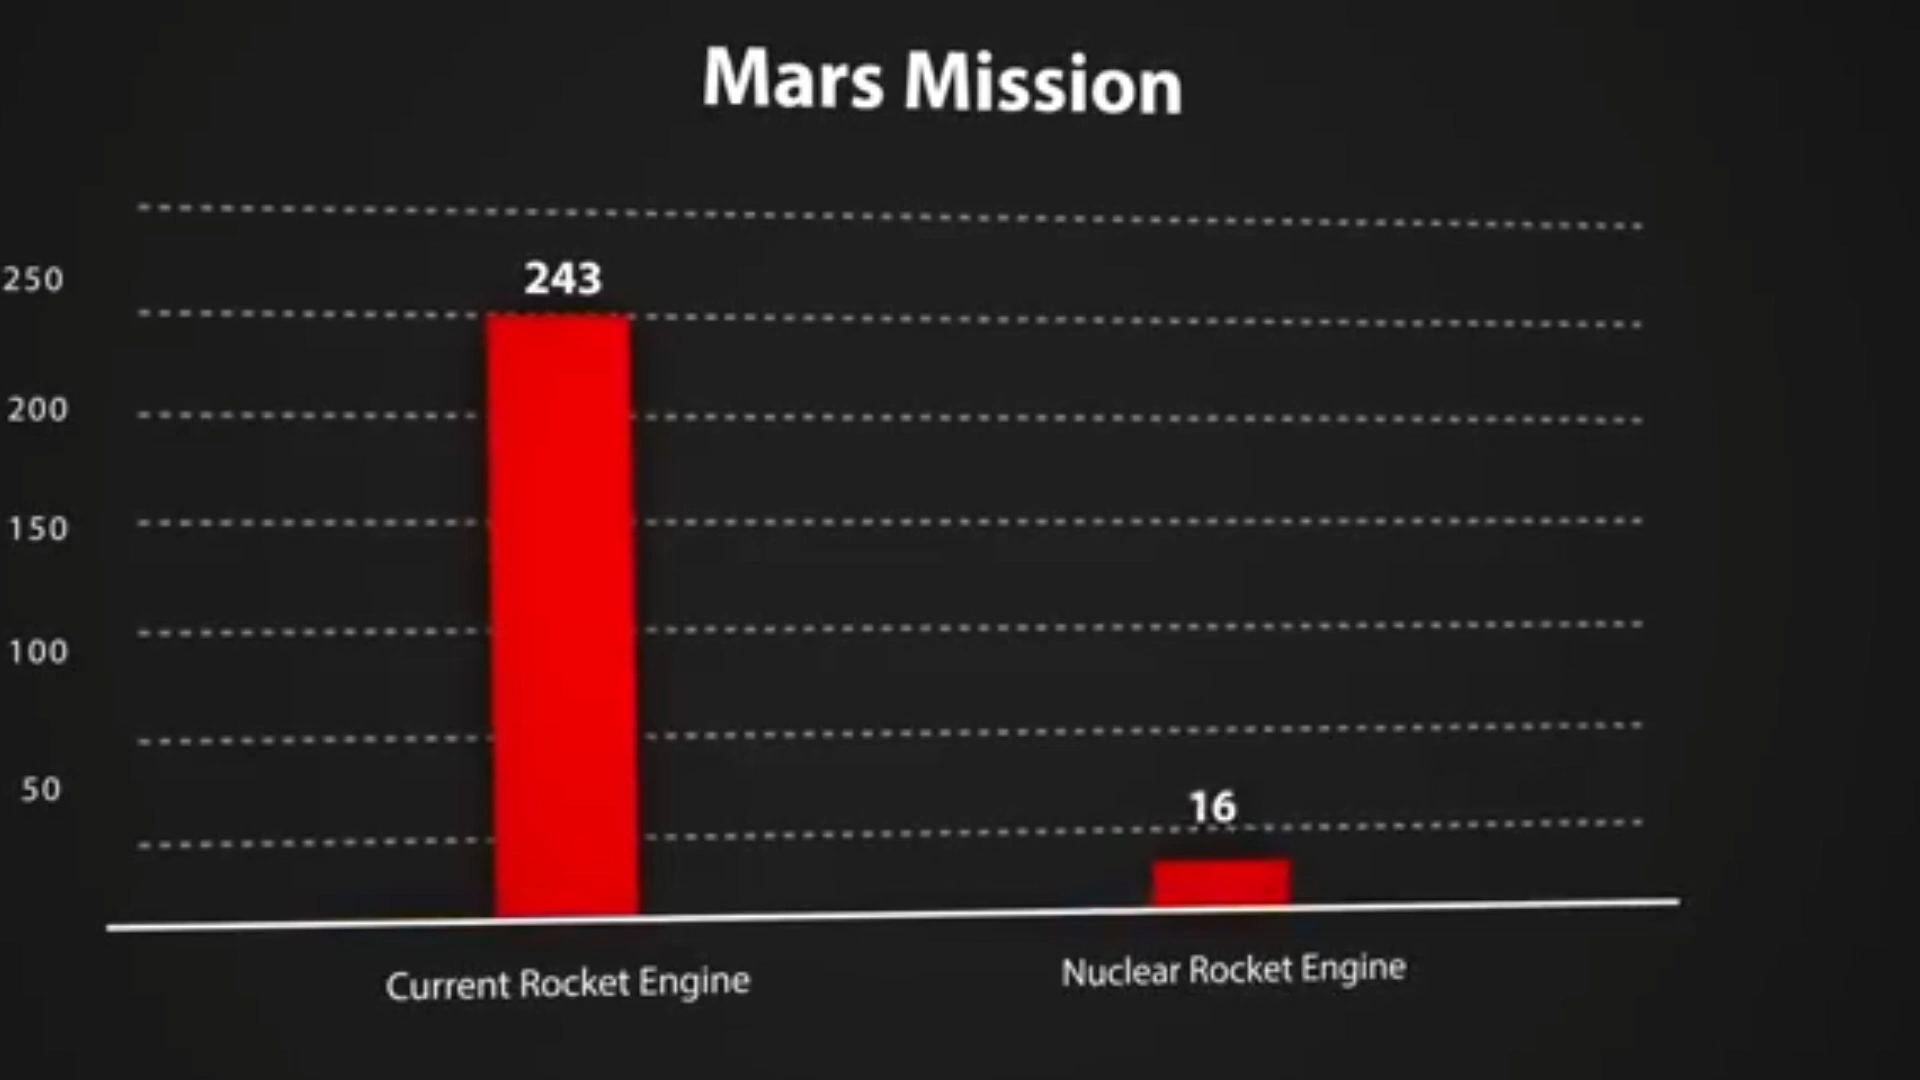 Mars Mission
250
243
200
150
100
50
16
Current Rocket Engine
Nuclear Rocket Engine